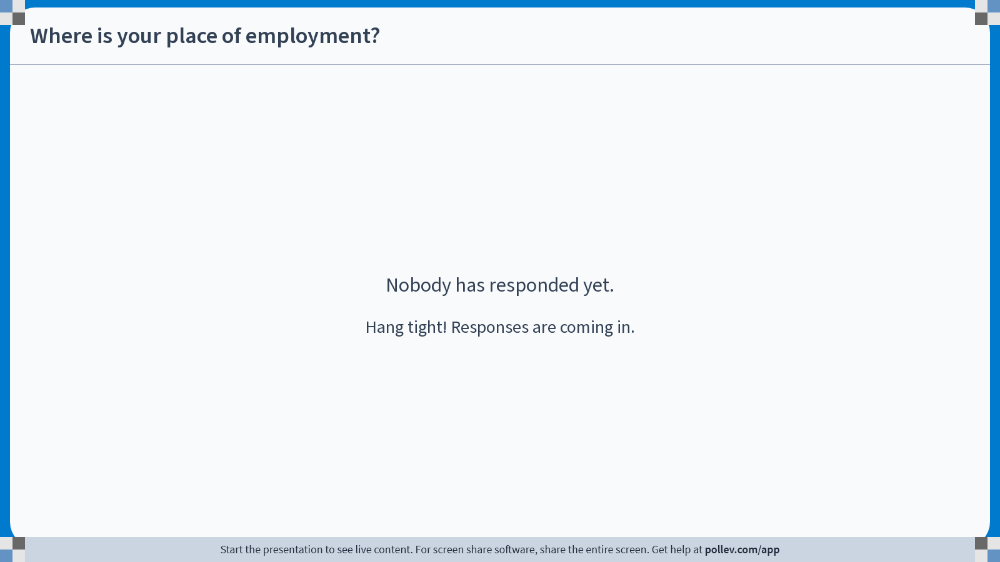 Where is your place of employment?
Nobody has responded yet.
Hang tight! Responses are coming in.
Start the presentation to see live content. For screen share software, share the entire screen. Get help at pollev.com/app